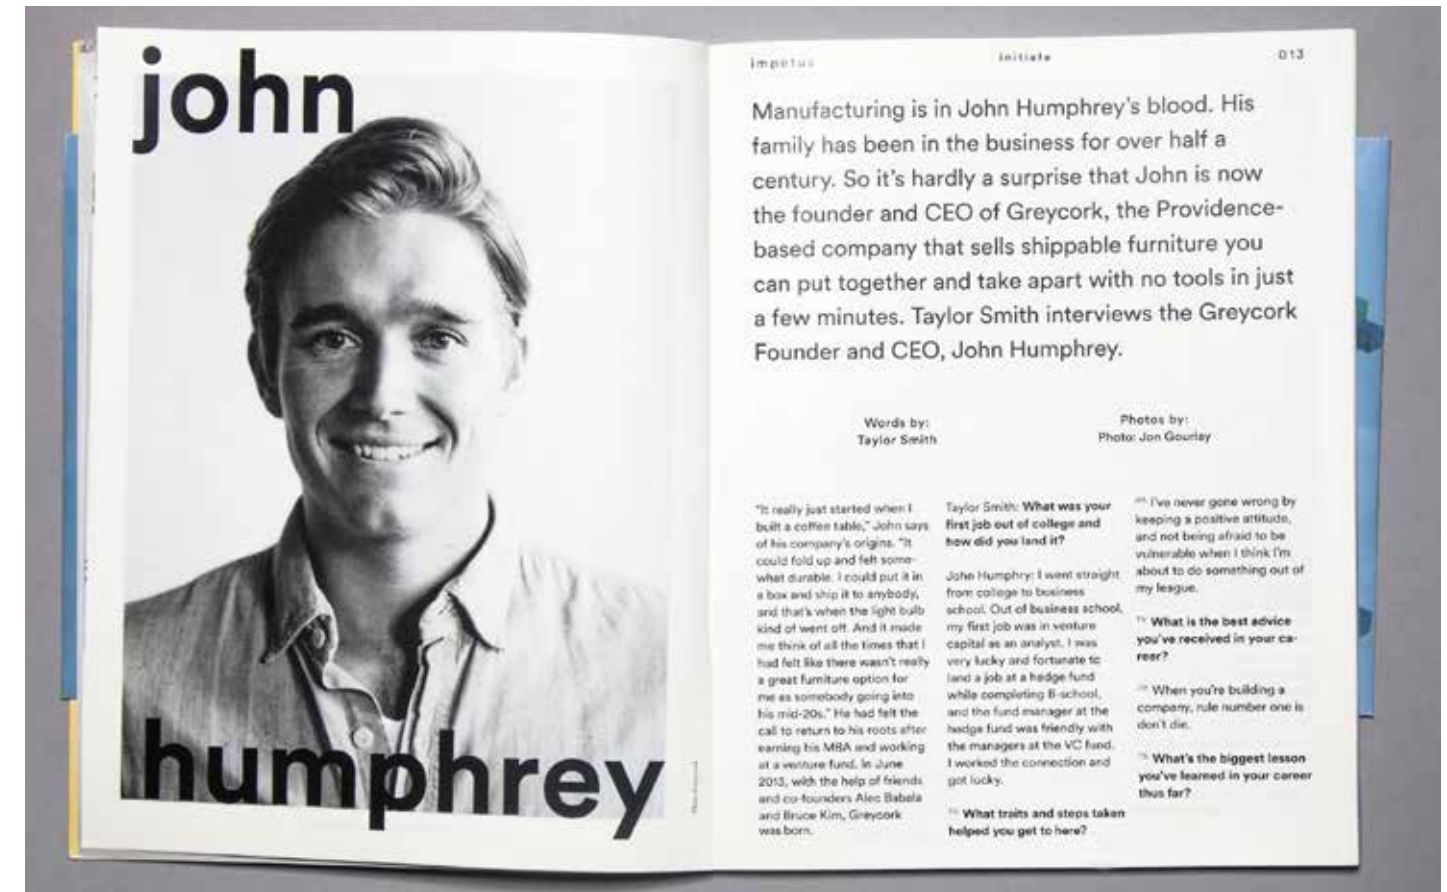 john
humphrey
impetus
initiate
013
Manufacturing is in John Humphrey's blood. His
family has been in the business for over half a
century. So it's hardly a surprise that John is now
the founder and CEO of Greycork, the Providence-
based company that sells shippable furniture you
can put together and take apart with no tools in just
a few minutes. Taylor Smith interviews the Greycork
Founder and CEO, John Humphrey.
Words by:
Taylor Smith
Photos by:
Photo: Jon Gourlay
"It really just started when I
built a coffee table," John says
of his company's origins. "It
could fold up and felt some-
what durable. I could put it in
a box and ship it to anybody,
and that's when the light bulb
kind of went off. And it made
me think of all the times that I
had felt like there wasn't really
a great furniture option for
me as somebody going into
his mid-20s." He had felt the
call to return to his roots after
earning his MBA and working
at a venture fund. In June
2013, with the help of friends
and co-founders Alec Babala
and Bruce Kim, Greycork
was born.
Taylor Smith: What was your
first job out of college and
how did you land it?
John Humphry: I went straight
from college to business
school. Out of business school,
my first job was in venture
capital as an analyst. I was
very lucky and fortunate to
land a job at a hedge fund
while completing B-school,
and the fund manager at the
hedge fund was friendly with
the managers at the VC fund.
I worked the connection and
got lucky.
What traits and steps taken
helped you get to here?
I've never gone wrong by
keeping a positive attitude,
and not being afraid to be
vulnerable when I think I'm
about to do something out of
my league.
What is the best advice
you've received in your ca-
reer?
When you're building a
company, rule number one is
don't die.
What's the biggest lesson
you've learned in your career
thus far?